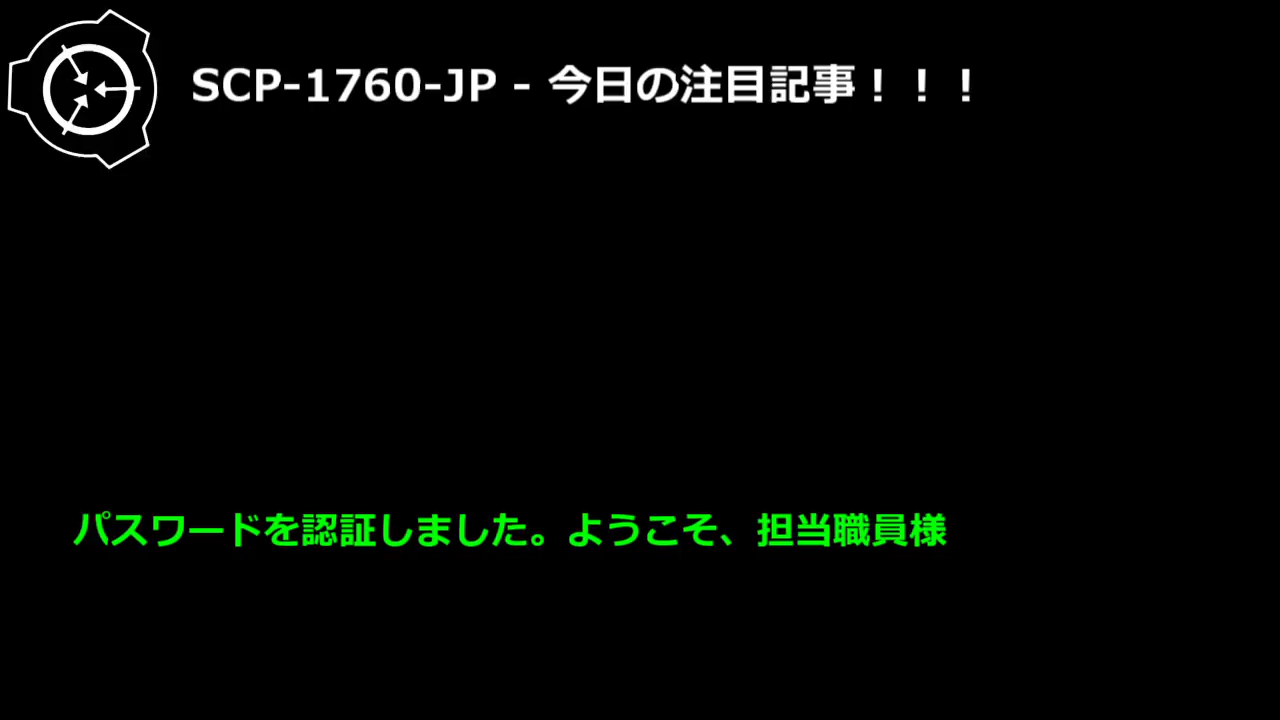 SCP-1760-JP - 今日の注目記事！！！
パスワードを認証しました。ようこそ、担当職員様